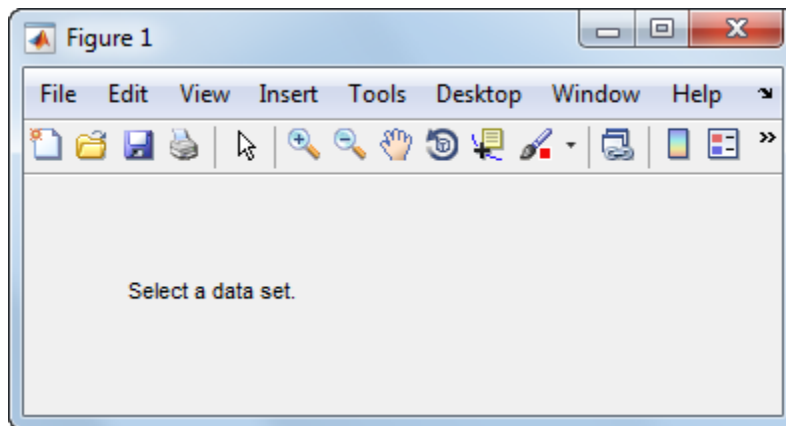 Figure 1
File Edit View Insert Tools Desktop Window Help
Select a data set.